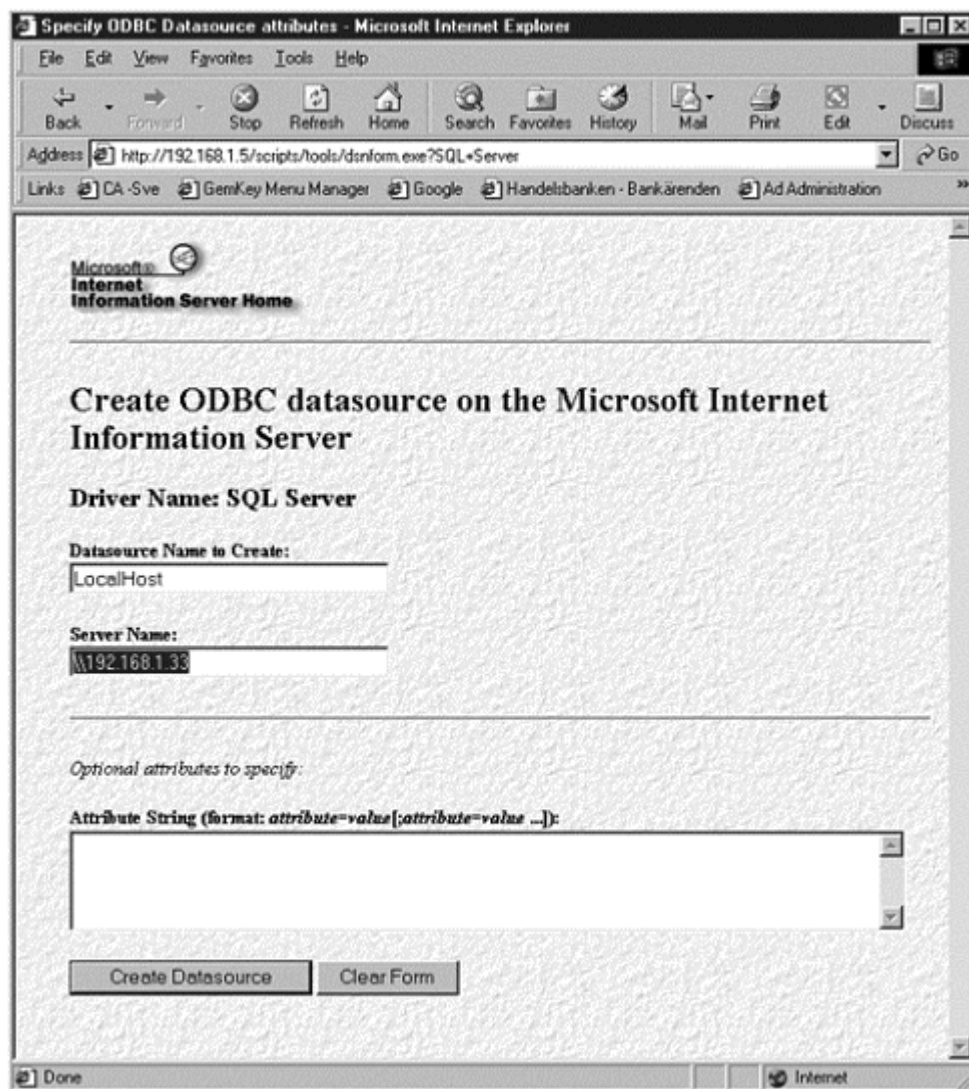 Specify ODBC Datasource attributes - Microsoft Internet Explorer
File Edit View Favorites Tools Help
Back Forward Stop Refresh Home Search Favorites History Mail Print Edit Discuss
Address http://192.168.1.5/scripts/tools/dsnform.exe?SQL+Server Go
Links CA -Sve GemKey Menu Manager Google Handelsbanken - Bankärenden Ad Administration »
Microsoft®
Internet
Information Server Home
Create ODBC datasource on the Microsoft Internet
Information Server
Driver Name: SQL Server
Datasource Name to Create:
LocalHost
Server Name:
\\192.168.1.33
Optional attributes to specify:
Attribute String (format: attribute=value[;attribute=value ...]):
Create Datasource Clear Form
Done Internet